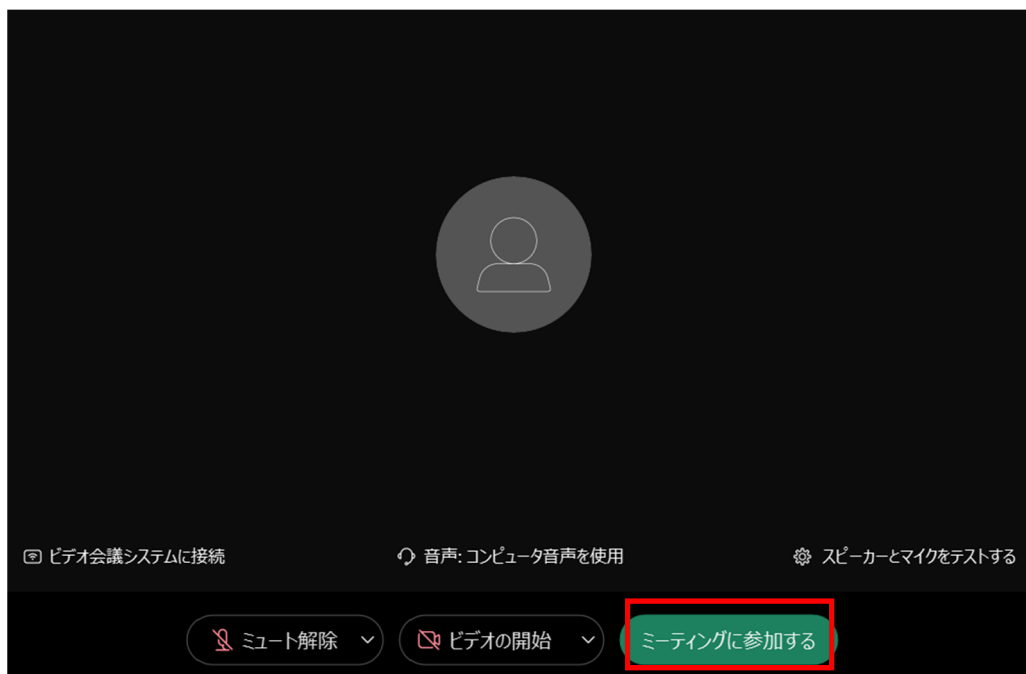 ビデオ会議システムに接続
音声: コンピュータ音声を使用
スピーカーとマイクをテストする
ミュート解除
ビデオの開始
ミーティングに参加する